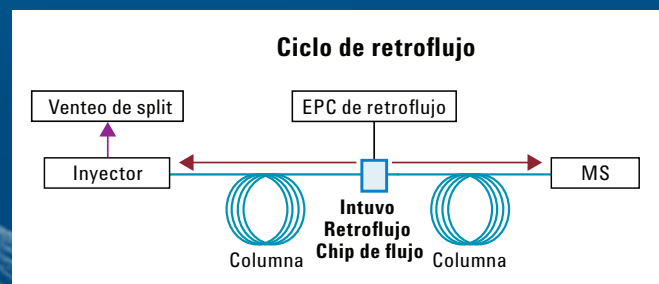 Ciclo de retroflujo
Venteo de split
EPC de retroflujo
Inyector
MS
Intuvo
Retroflujo
Chip de flujo
Columna
Columna